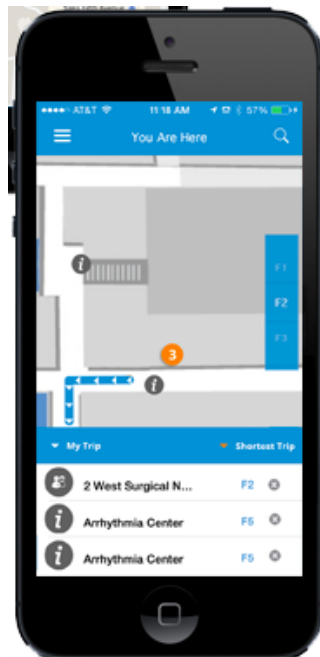 AT&T 11:18 AM 57%
You Are Here
i
F1
F2
F3
3
i
My Trip Shortest Trip
2 West Surgical N... F2
i Arrhythmia Center F5
i Arrhythmia Center F5